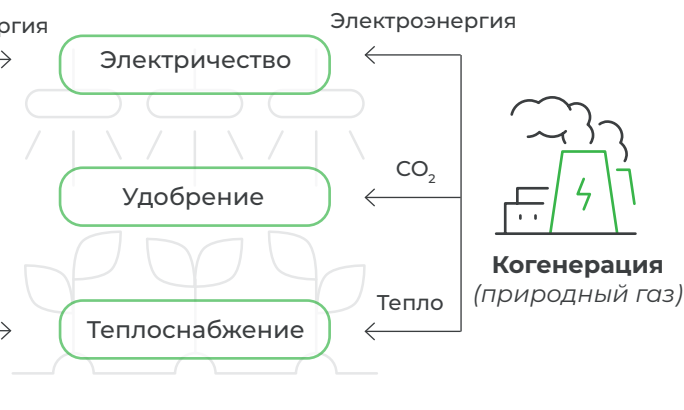 Электроэнергия
Электричество
CO₂
Удобрение
Когенерация
(природный газ)
Тепло
Теплоснабжение